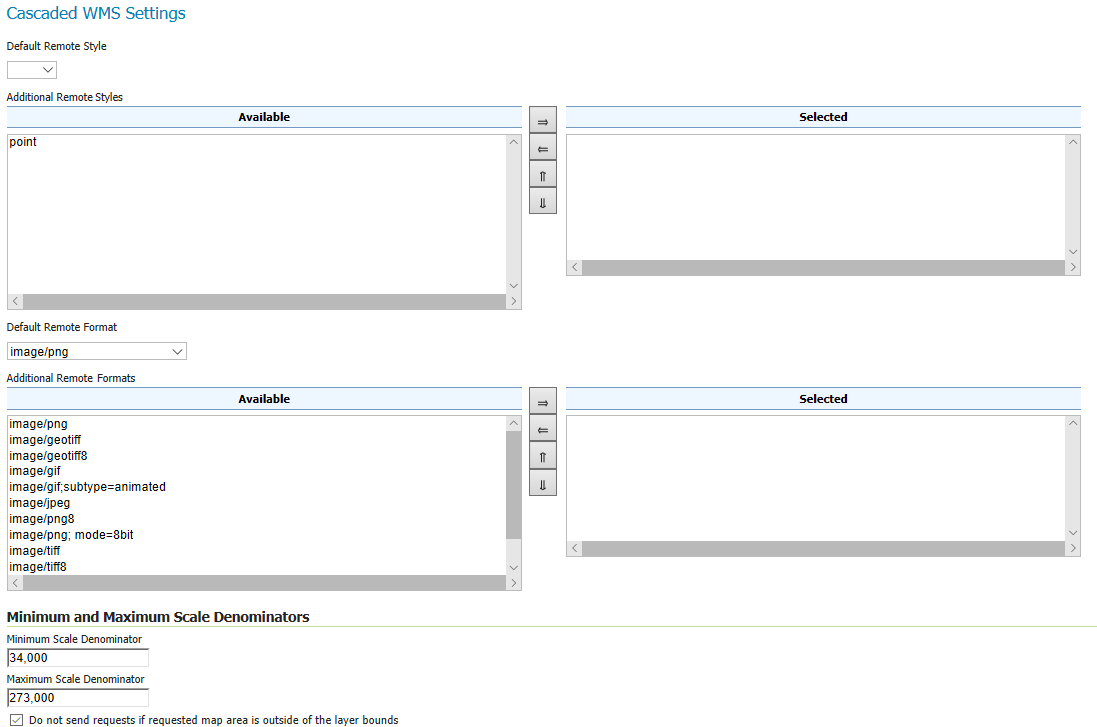 Cascaded WMS Settings
Default Remote Style
Additional Remote Styles
Available
⇒
Selected
point
⇐
⇑
⇓
Default Remote Format
image/png
Additional Remote Formats
Available
⇒
Selected
image/png
image/geotiff
⇐
image/geotiff8
⇑
image/gif
image/gif;subtype=animated
⇓
image/jpeg
image/png8
image/png; mode=8bit
image/tiff
image/tiff8
Minimum and Maximum Scale Denominators
Minimum Scale Denominator
34,000
Maximum Scale Denominator
273,000
Do not send requests if requested map area is outside of the layer bounds